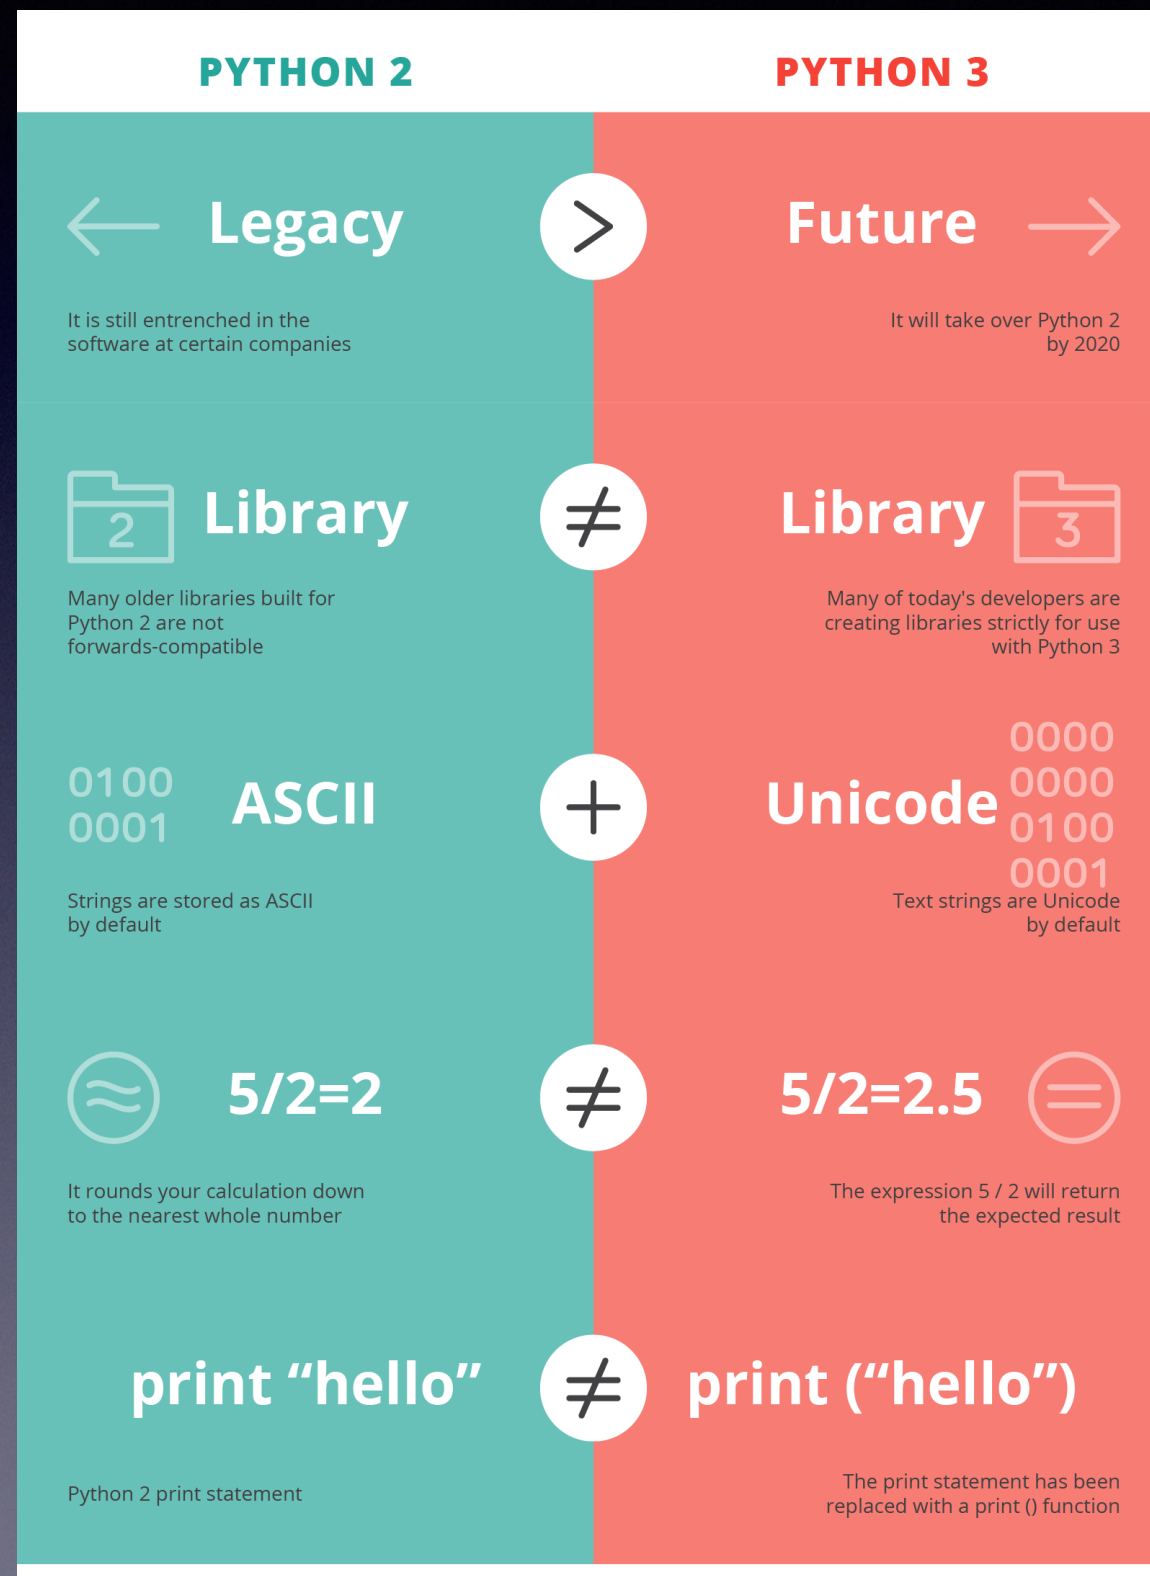 PYTHON 2
PYTHON 3
Legacy
>
Future
It is still entrenched in the
software at certain companies
It will take over Python 2
by 2020
2
Library
≠
Library
3
Many older libraries built for
Python 2 are not
forwards-compatible
Many of today's developers are
creating libraries strictly for use
with Python 3
0100
0001
ASCII
+
Unicode
0000
0000
0100
0001
Strings are stored as ASCII
by default
Text strings are Unicode
by default
5/2=2
≠
5/2=2.5
It rounds your calculation down
to the nearest whole number
The expression 5 / 2 will return
the expected result
print “hello”
≠
print (“hello”)
Python 2 print statement
The print statement has been
replaced with a print () function